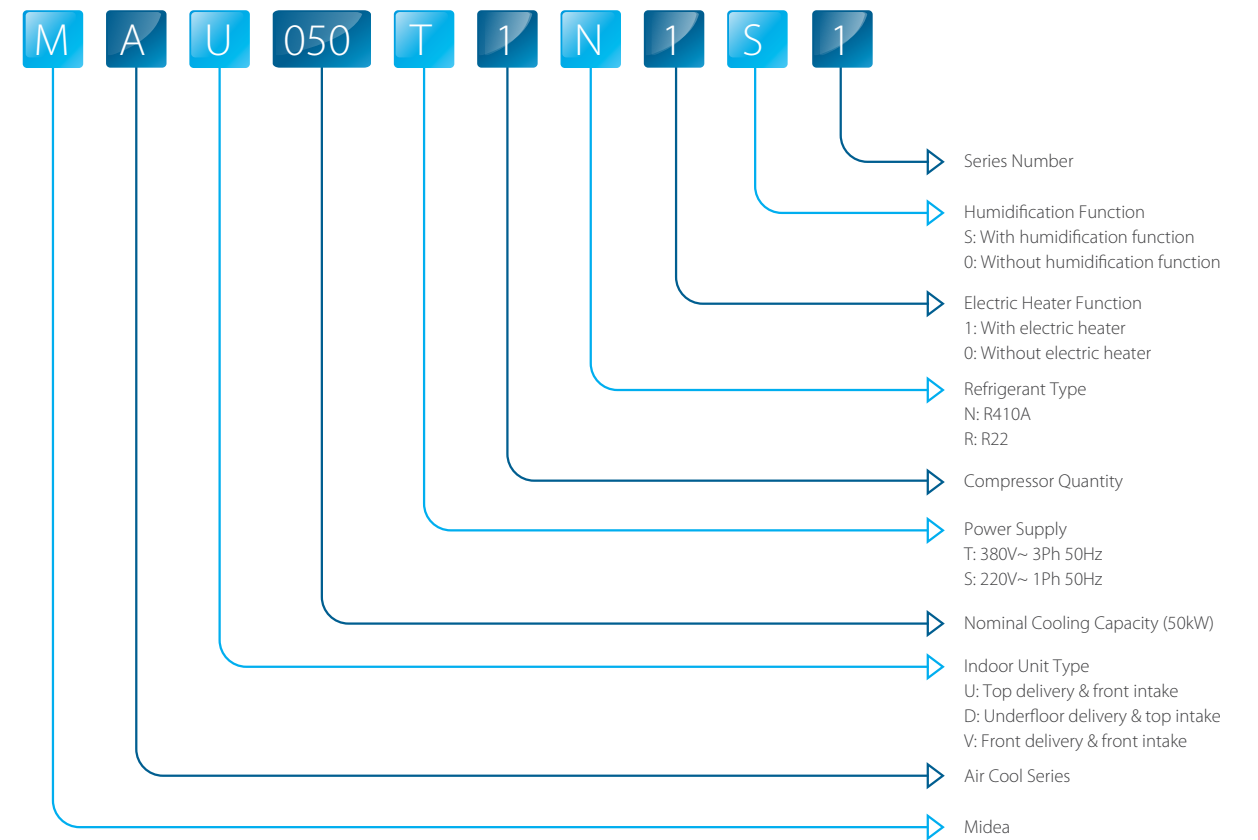 M A U 050 T 1 N 1 S 1
Series Number
Humidification Function
S: With humidification function
0: Without humidification function
Electric Heater Function
1: With electric heater
0: Without electric heater
Refrigerant Type
N: R410A
R: R22
Compressor Quantity
Power Supply
T: 380V~ 3Ph 50Hz
S: 220V~ 1Ph 50Hz
Nominal Cooling Capacity (50kW)
Indoor Unit Type
U: Top delivery & front intake
D: Underfloor delivery & top intake
V: Front delivery & front intake
Air Cool Series
Midea